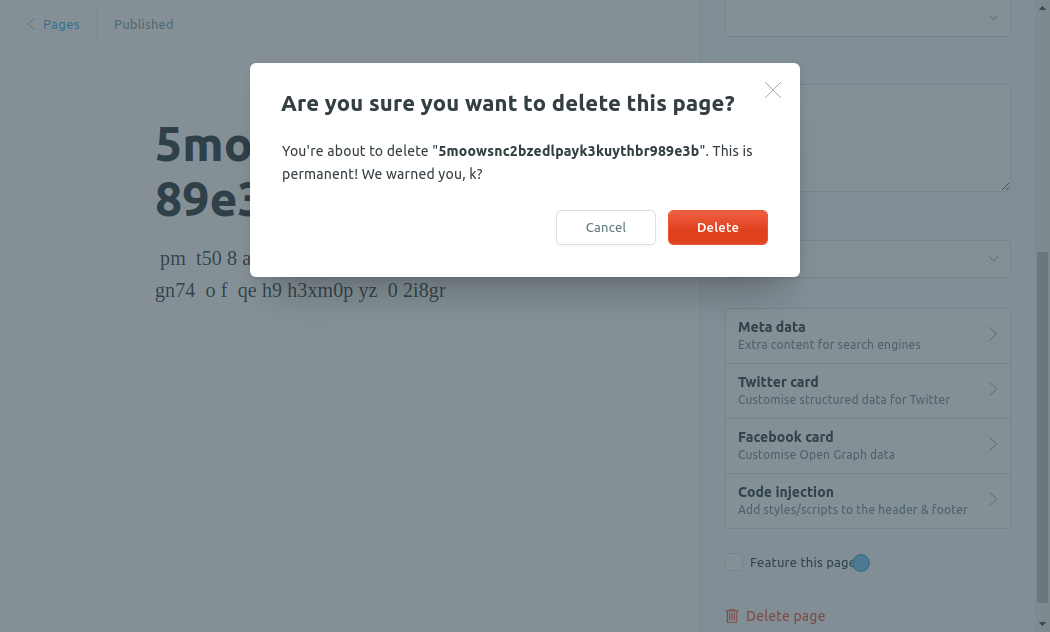 Pages
Published
Are you sure you want to delete this page?
You're about to delete "5moowsnc2bzedlpayk3kuythbr989e3b". This is
permanent! We warned you, k?
Cancel
Delete
5mo
89e3
pm t50 8 a
gn74 o f qe h9 h3xm0p yz 0 2i8gr
Meta data
Extra content for search engines
Twitter card
Customise structured data for Twitter
Facebook card
Customise Open Graph data
Code injection
Add styles/scripts to the header & footer
Feature this page
Delete page